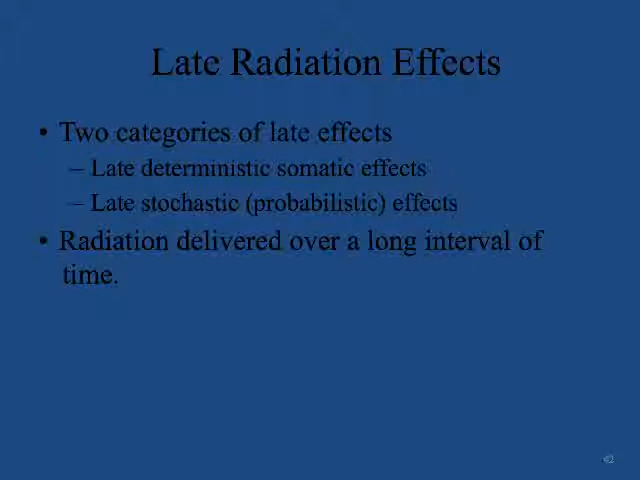 Late Radiation Effects
• Two categories of late effects
– Late deterministic somatic effects
– Late stochastic (probabilistic) effects
• Radiation delivered over a long interval of
time.